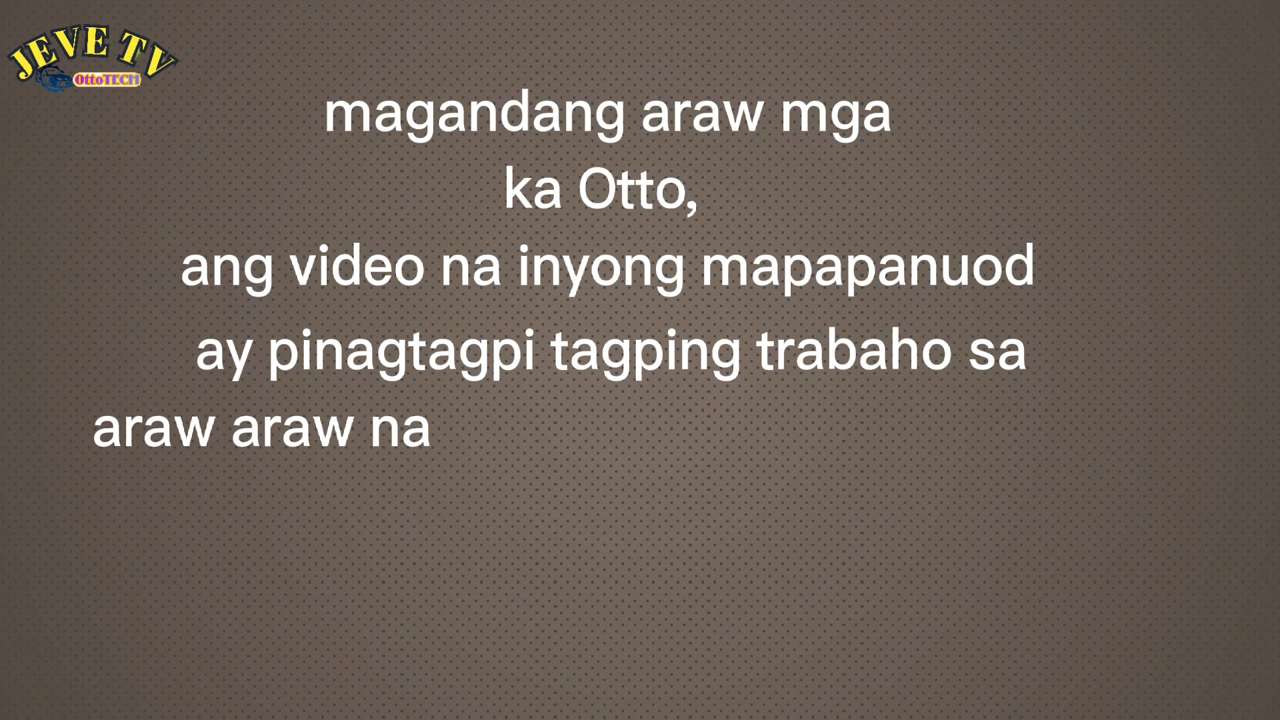 JEVE TV
OttoTECH
magandang araw mga
ka Otto,
ang video na inyong mapapanuod
ay pinagtagpi tagping trabaho sa
araw araw na